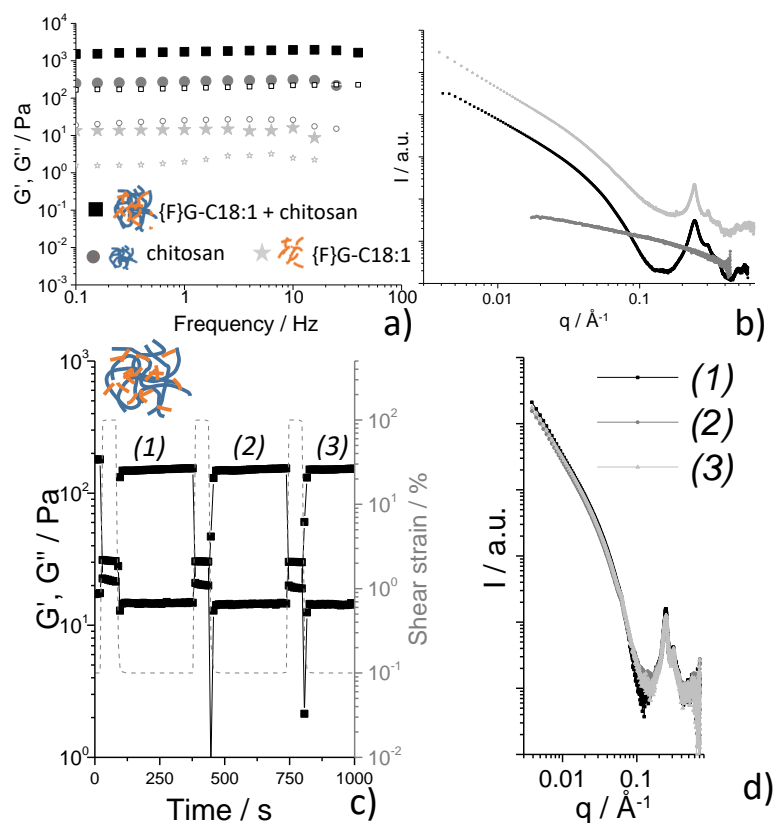 10³
10²
10¹
10⁰
10⁻¹
10⁻²
10⁻³
G', G'' / Pa
{F}G-C18:1 + chitosan
chitosan
{F}G-C18:1
0.1
1
10
100
Frequency / Hz
a)
I / a.u.
0.01
0.1
q / Å⁻¹
b)
10³
10²
10¹
10⁰
G', G'' / Pa
(1)
(2)
(3)
10²
10¹
10⁰
10⁻¹
10⁻²
Shear strain / %
0
250
500
750
1000
Time / s
c)
(1)
(2)
(3)
I / a.u.
0.01
0.1
q / Å⁻¹
d)